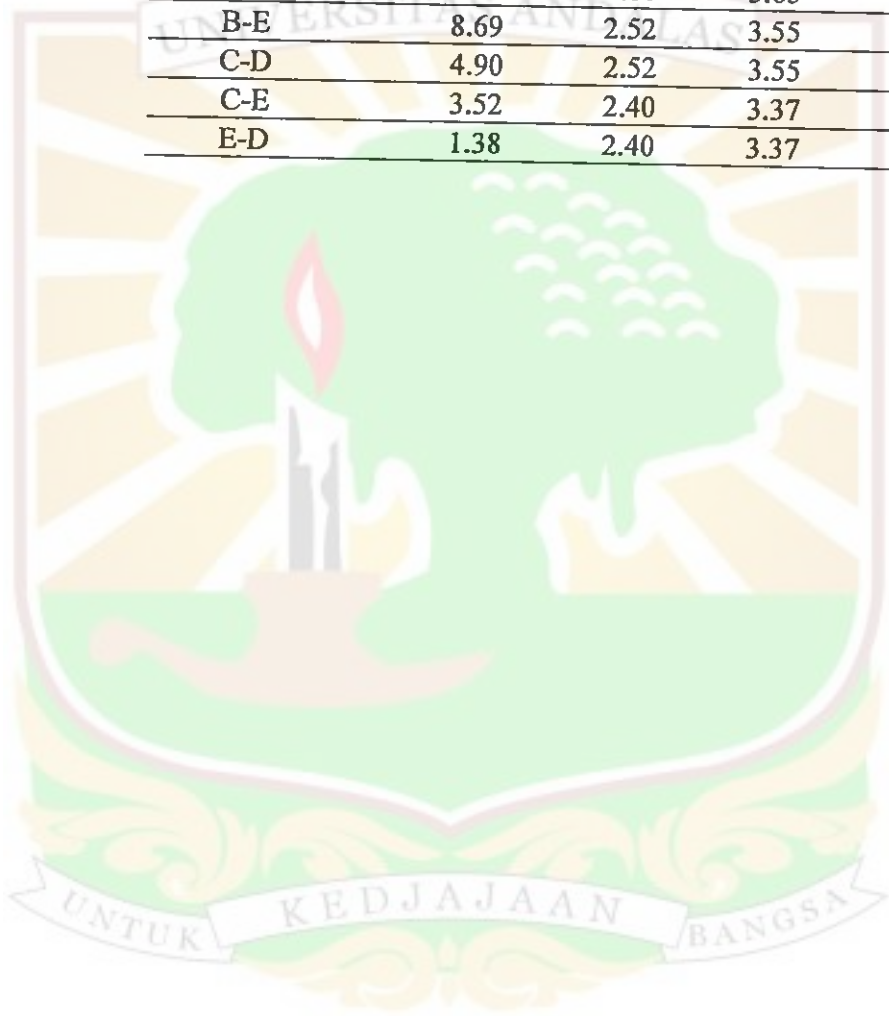 B-E 8.69 2.52 3.55
C-D 4.90 2.52 3.55
C-E 3.52 2.40 3.37
E-D 1.38 2.40 3.37
UNIVERSITAS ANDALAS
UNTUK KEDJAJAAN BANGSA